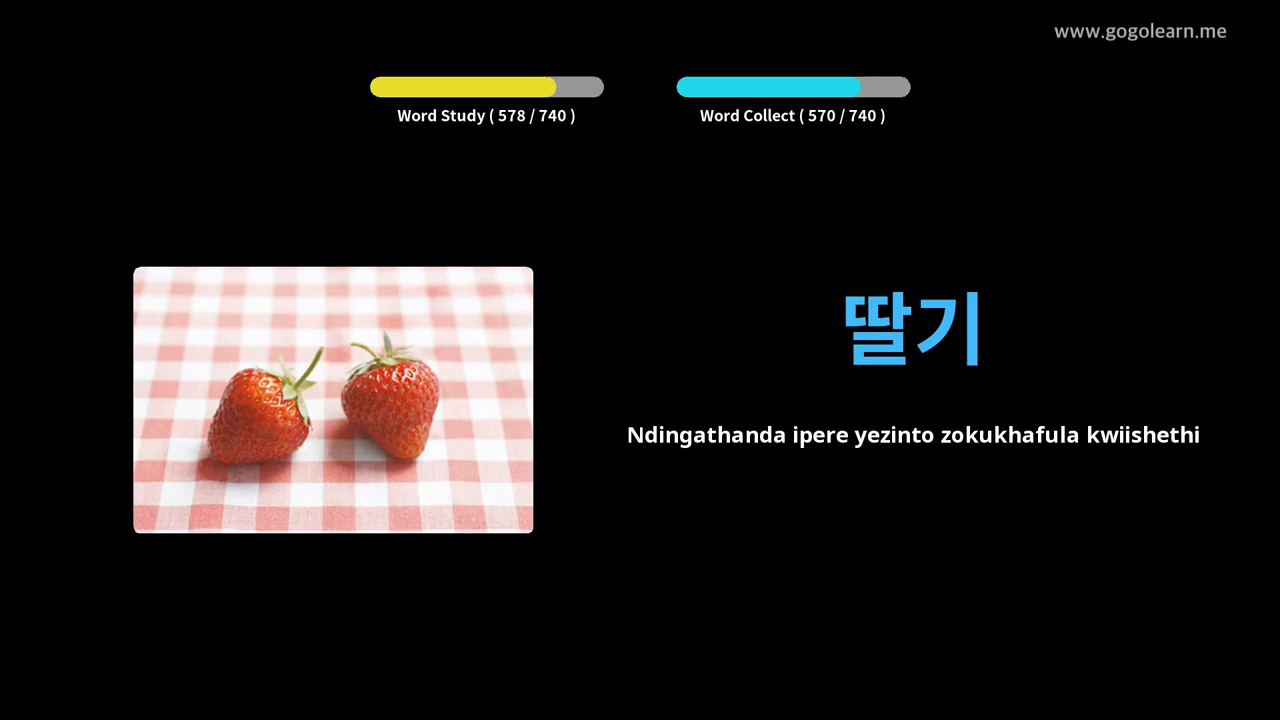 www.gogolearn.me
Word Study ( 578 / 740 )
Word Collect ( 570 / 740 )
딸기
Ndingathanda ipere yezinto zokukhafula kwiishethi